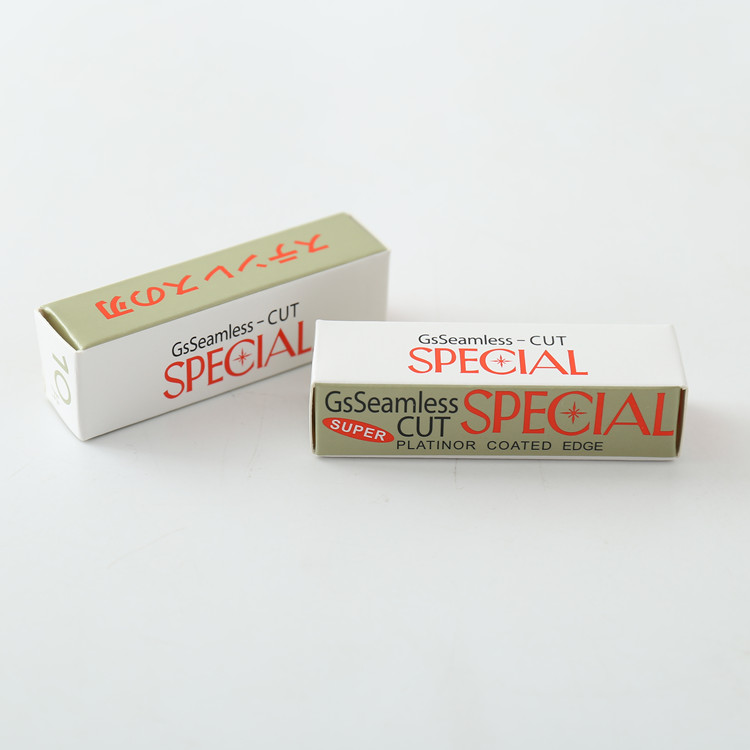 ステンレスの刃
GsSeamless-CUT
SPECIAL
10
GsSeamless-CUT
SPECIAL
GsSeamless
CUT
SUPER
SPECIAL
PLATINOR COATED EDGE